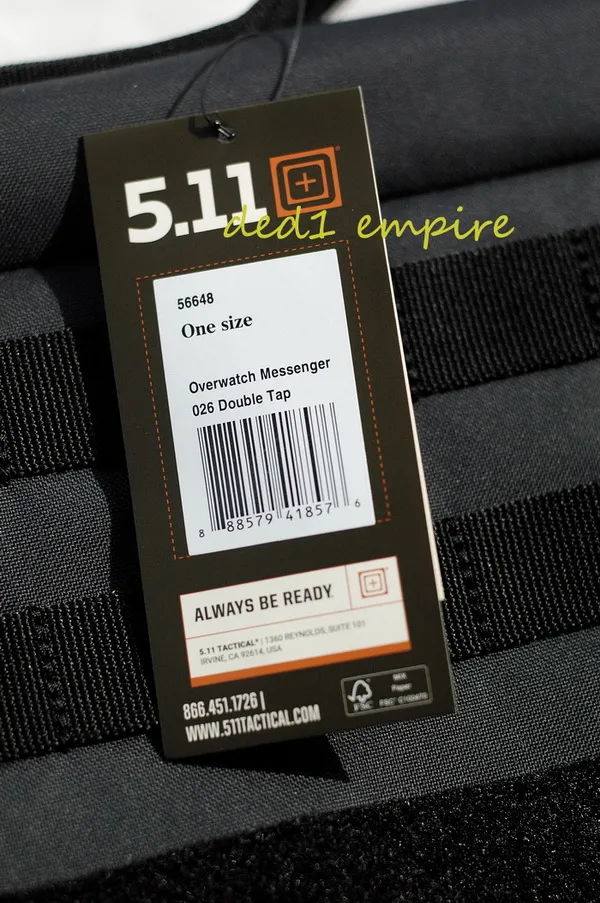 5.11®
ded1 empire
56648
One size
Overwatch Messenger
026 Double Tap
8 88579 41857 6
ALWAYS BE READY.
5.11 TACTICAL® | 1360 REYNOLDS, SUITE 101
IRVINE, CA 92614, USA
866.451.1726 |
WWW.511TACTICAL.COM
MIX
Paper
FSC